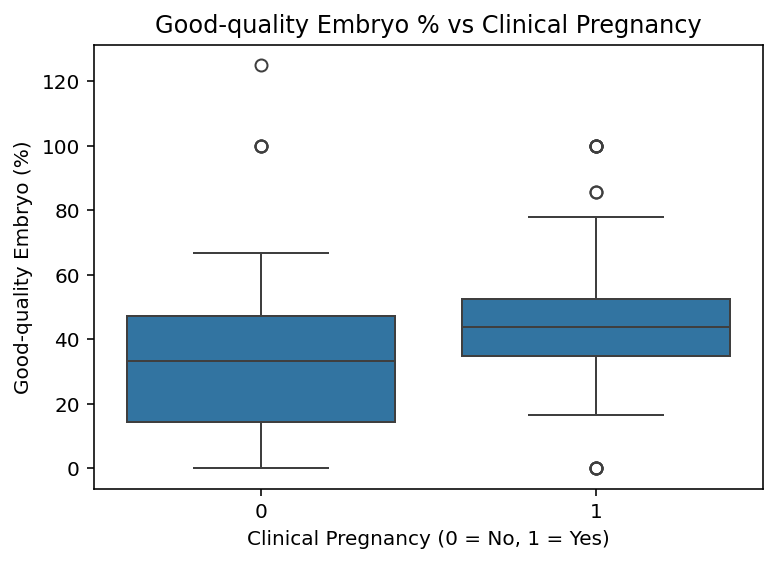 Good-quality Embryo % vs Clinical Pregnancy
Good-quality Embryo (%)
120
100
80
60
40
20
0
0 1
Clinical Pregnancy (0 = No, 1 = Yes)